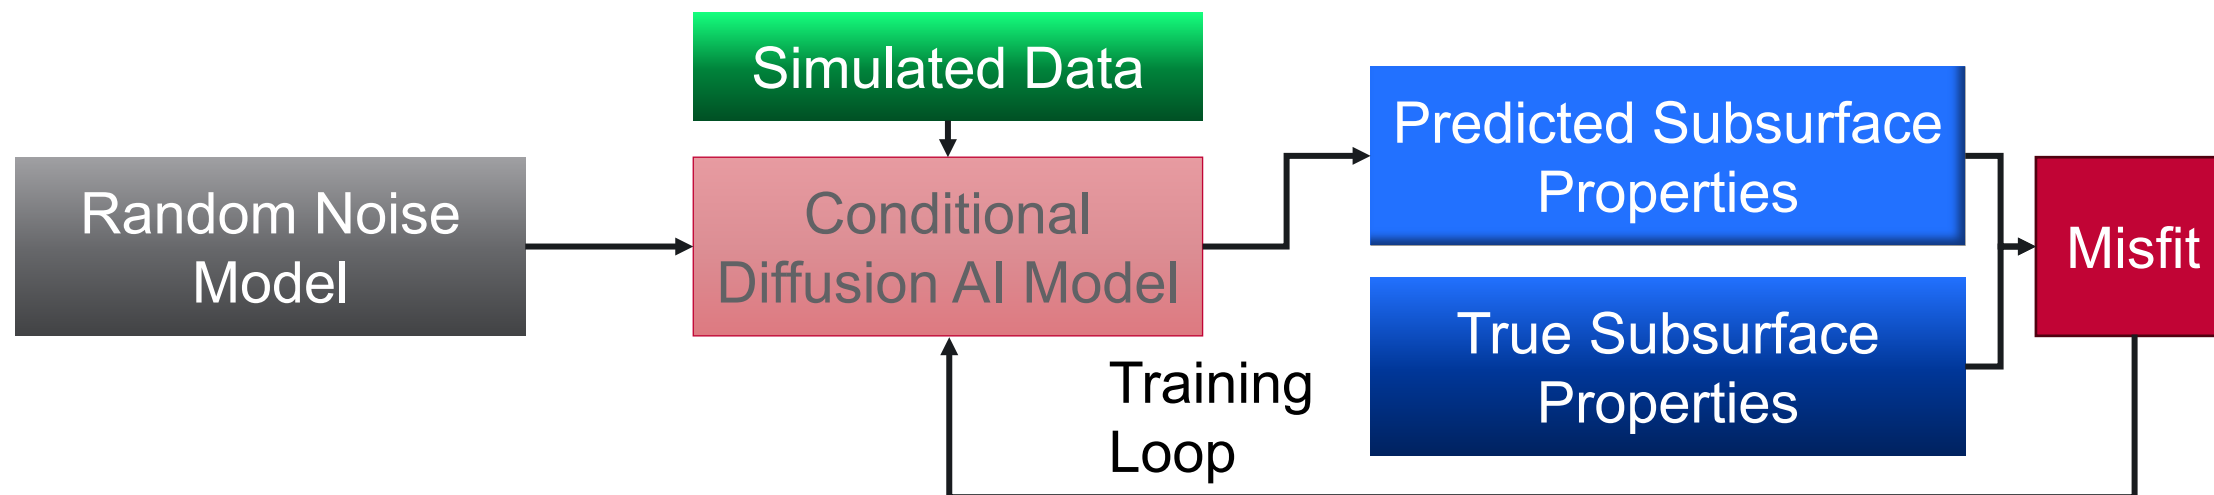 Simulated Data
Random Noise
Model
Conditional
Diffusion AI Model
Predicted Subsurface
Properties
True Subsurface
Properties
Misfit
Training
Loop